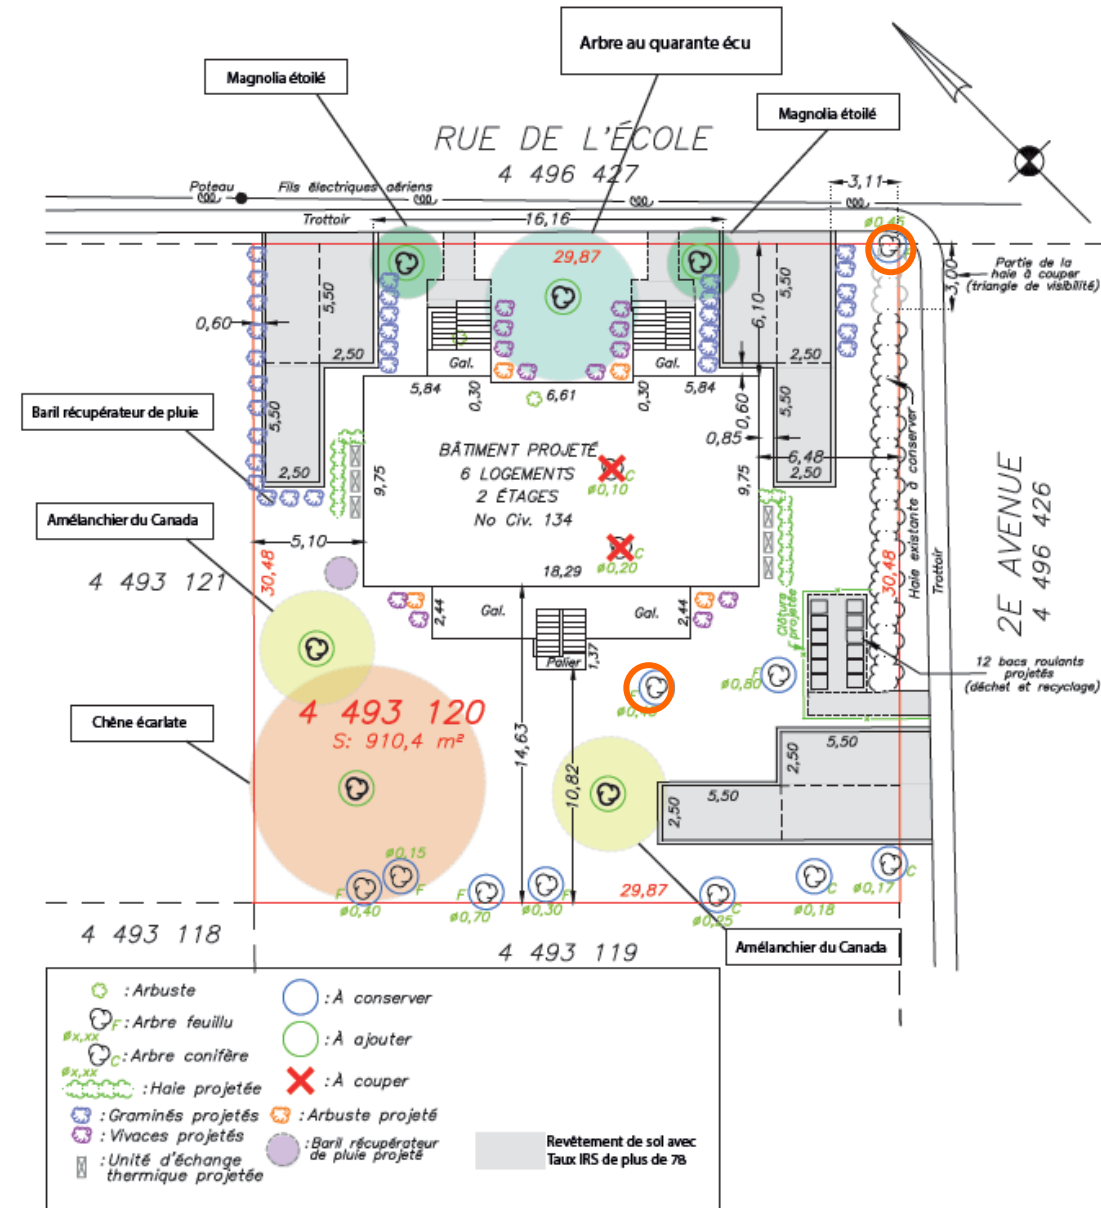 Arbre au quarante écu
Magnolia étoilé
Magnolia étoilé
RUE DE L'ÉCOLE
4 496 427
3,11
Poteau
Fils électriques aériens
Trottoir
16,16
ø0,45
F
29,87
Partie de la
haie à couper
(triangle de visibilité)
3,00
5,50
6,10
5,50
0,60
2,50
2,50
Gal.
Gal.
5,84
0,30
6,61
0,30
5,84
0,60
5,50
5,50
Baril récupérateur de pluie
0,85
6,48
BÂTIMENT PROJETÉ
6 LOGEMENTS
2 ÉTAGES
No Civ. 134
C
ø0,10
2,50
9,75
9,75
2,50
Haie existante à conserver
Amélanchier du Canada
5,10
C
ø0,20
18,29
30,48
30,48
Trottoir
2E AVENUE
4 496 426
4 493 121
Gal.
2,44
Gal.
2,44
Clôture
projetée
Palier
1,37
12 bacs roulants
projetés
(déchet et recyclage)
F
ø0,80
F
Chêne écarlate
4 493 120
S: 910,4 m²
14,63
10,82
2,50
5,50
2,50
5,50
ø0,15
F
F
ø0,40
F
ø0,70
F
ø0,30
29,87
C
ø0,25
C
ø0,18
C
ø0,17
4 493 118
4 493 119
Amélanchier du Canada
: Arbuste
: À conserver
F : Arbre feuillu
øx,xx
: À ajouter
C : Arbre conifère
øx,xx
: Haie projetée
: À couper
: Graminés projetés
: Arbuste projeté
: Vivaces projetés
: Baril récupérateur
de pluie projeté
: Unité d'échange
thermique projetée
Revêtement de sol avec
Taux IRS de plus de 78